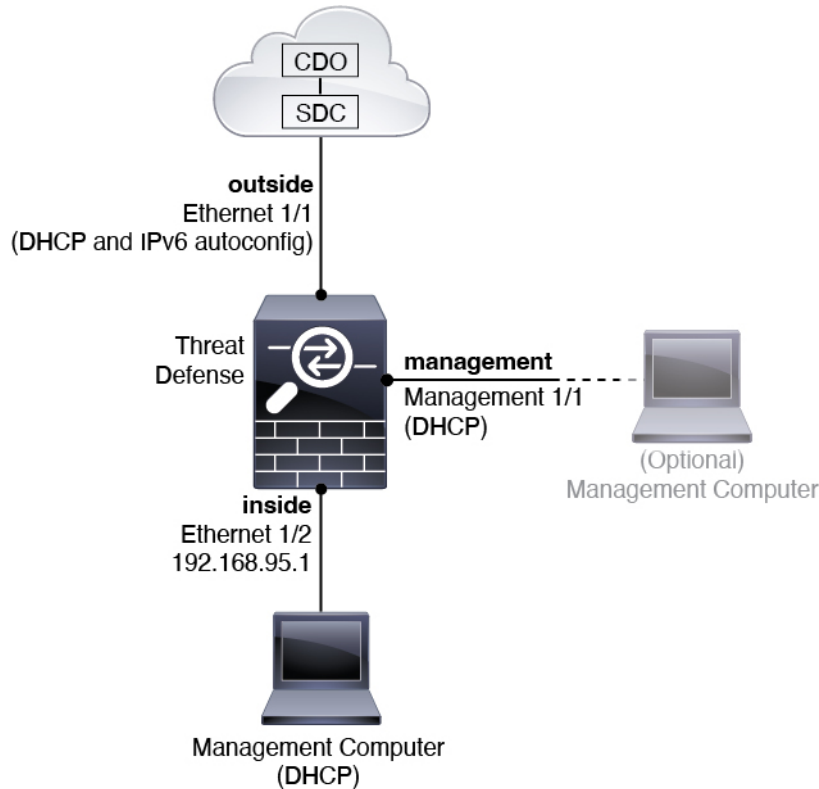 CDO
SDC
outside
Ethernet 1/1
(DHCP and IPv6 autoconfig)
Threat
Defense
management
Management 1/1
(DHCP)
(Optional)
Management Computer
inside
Ethernet 1/2
192.168.95.1
Management Computer
(DHCP)